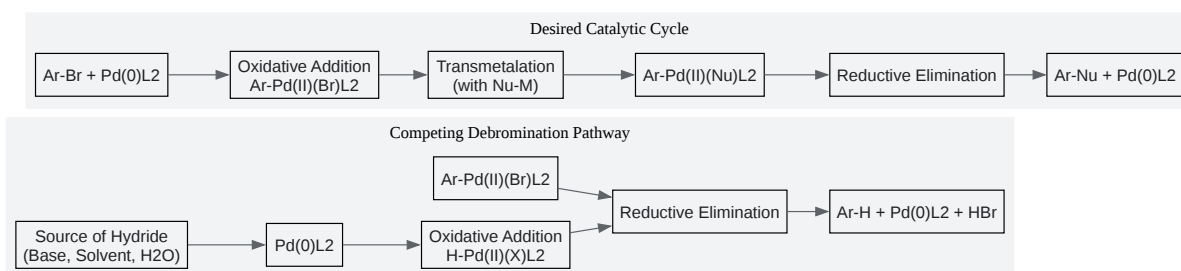 Desired Catalytic Cycle
Ar-Br + Pd(0)L2
Oxidative Addition
Ar-Pd(II)(Br)L2
Transmetalation
(with Nu-M)
Ar-Pd(II)(Nu)L2
Reductive Elimination
Ar-Nu + Pd(0)L2
Competing Debromination Pathway
Ar-Pd(II)(Br)L2
Source of Hydride
(Base, Solvent, H2O)
Pd(0)L2
Oxidative Addition
H-Pd(II)(X)L2
Reductive Elimination
Ar-H + Pd(0)L2 + HBr